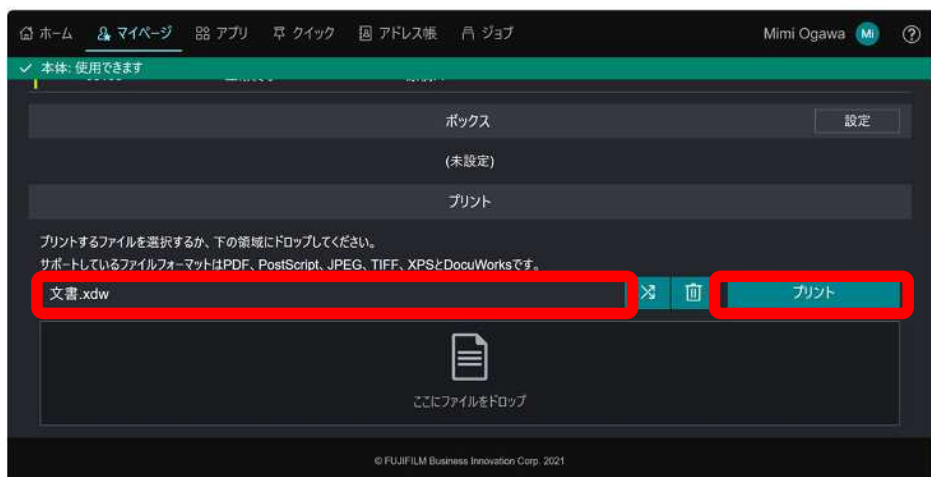 ホーム マイページ アプリ クイック アドレス帳 ジョブ Mimi Ogawa Mi ?
本体: 使用できます
ボックス 設定
(未設定)
プリント
プリントするファイルを選択するか、下の領域にドロップしてください。
サポートしているファイルフォーマットはPDF、PostScript、JPEG、TIFF、XPSとDocuWorksです。
文書.xdw プリント
ここにファイルをドロップ
© FUJIFILM Business Innovation Corp. 2021